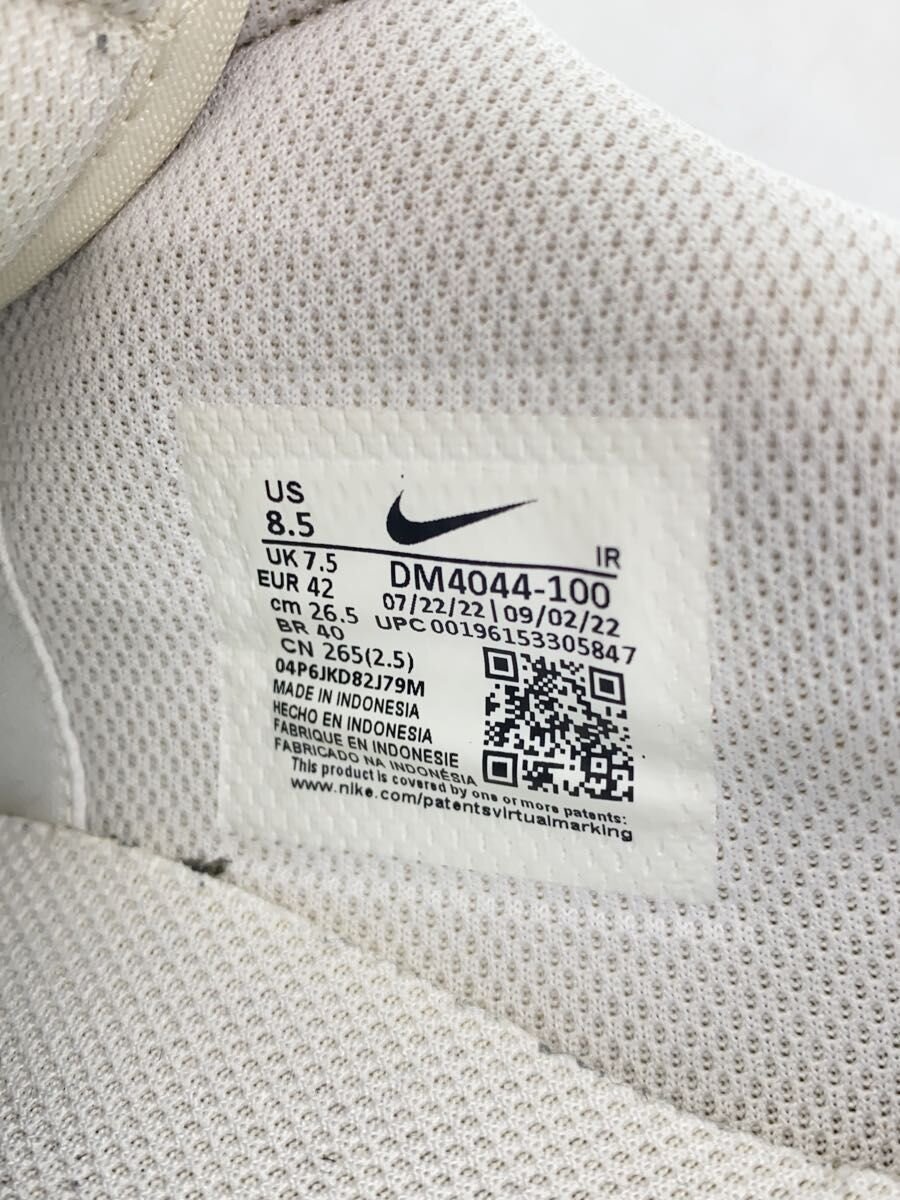 US
8.5
IR
UK 7.5
DM4044-100
EUR 42
07/22/22 | 09/02/22
cm 26.5
UPC 00196153305847
BR 40
CN 265(2.5)
04P6JKD82J79M
MADE IN INDONESIA
HECHO EN INDONESIA
FABRIQUE EN INDONESIE
FABRICADO NA INDONÉSIA
This product is covered by one or more patents:
www.nike.com/patentsvirtualmarking